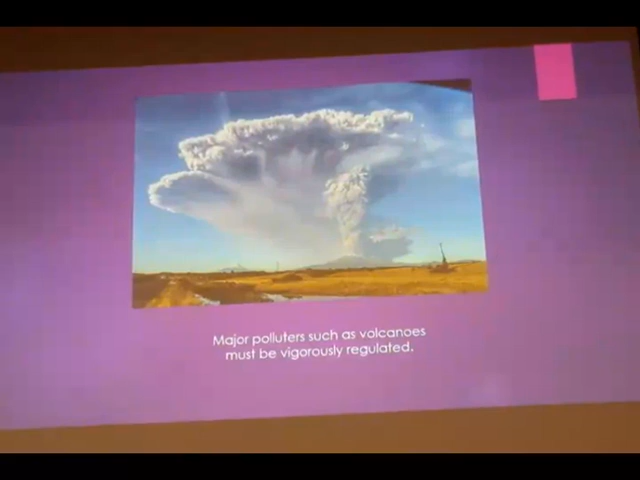 Major polluters such as volcanoes
must be vigorously regulated.